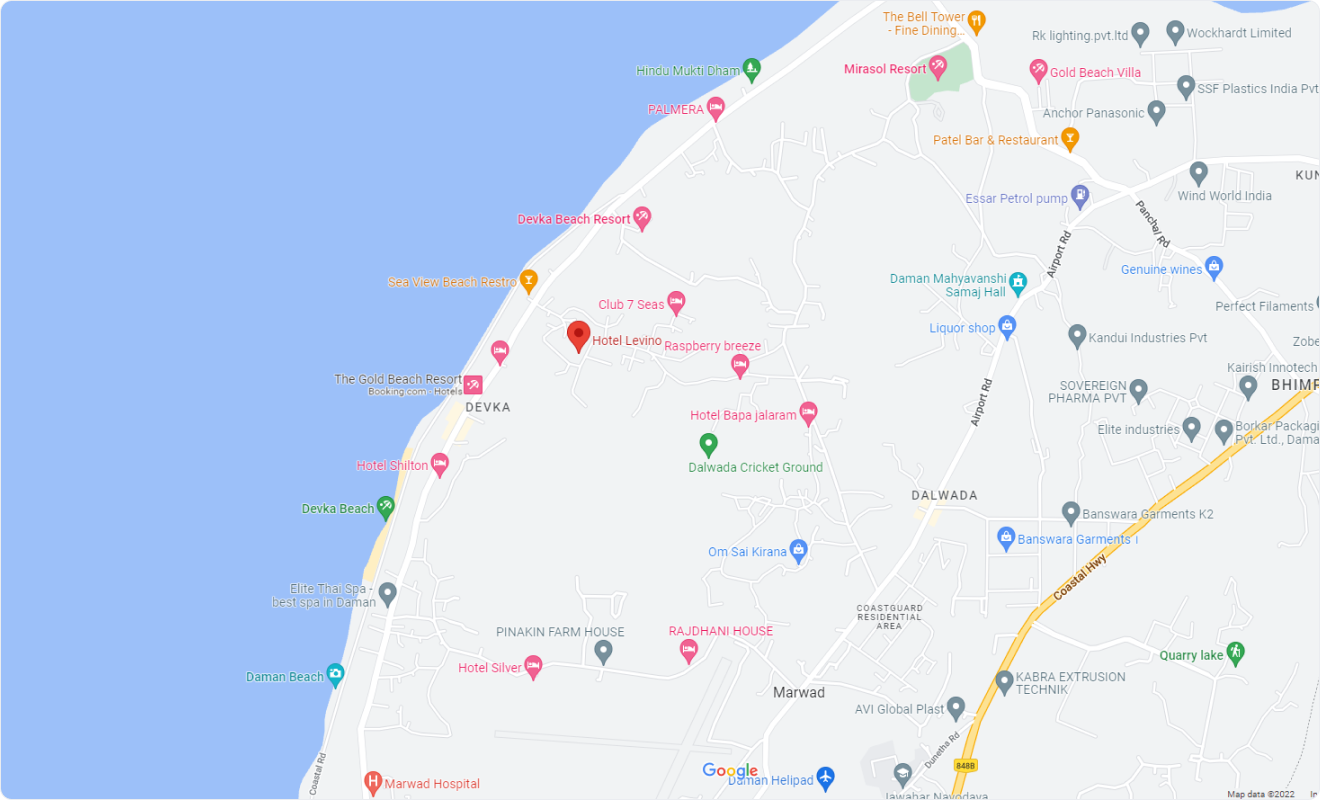 The Bell Tower
- Fine Dining...
Rk lighting.pvt.ltd
Wockhardt Limited
Hindu Mukti Dham
Mirasol Resort
Gold Beach Villa
SSF Plastics India Pvt
PALMERA
Anchor Panasonic
Patel Bar & Restaurant
KUN
Wind World India
Essar Petrol pump
Panchal Rd
Devka Beach Resort
Airport Rd
Genuine wines
Sea View Beach Restro
Daman Mahyavanshi
Samaj Hall
Club 7 Seas
Perfect Filaments
Liquor shop
Hotel Levino
Raspberry breeze
Kandui Industries Pvt
Zobe
The Gold Beach Resort
Booking.com - Hotels
Kairish Innotech
SOVEREIGN
PHARMA PVT
BHIMP
Airport Rd
DEVKA
Hotel Bapa jalaram
Elite industries
Borkar Packagi
Pvt. Ltd., Dama
Hotel Shilton
Dalwada Cricket Ground
DALWADA
Devka Beach
Banswara Garments K2
Banswara Garments 1
Om Sai Kirana
Coastal Hwy
Elite Thai Spa -
best spa in Daman
COASTGUARD
RESIDENTIAL
AREA
PINAKIN FARM HOUSE
RAJDHANI HOUSE
Quarry lake
Hotel Silver
Daman Beach
KABRA EXTRUSION
TECHNIK
Marwad
AVI Global Plast
Dunetha Rd
848B
Coastal Rd
Google
Daman Helipad
Marwad Hospital
Jawahar Navodaya
Map data ©2022